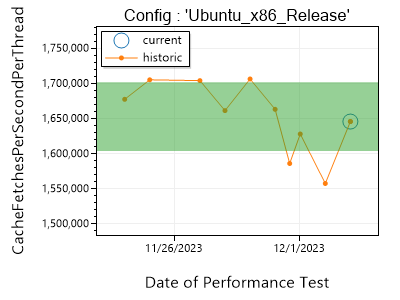 Config : 'Ubuntu_x86_Release'
CacheFetchesPerSecondPerThread
1,750,000
1,700,000
1,650,000
1,600,000
1,550,000
1,500,000
current
historic
11/26/2023
12/1/2023
Date of Performance Test